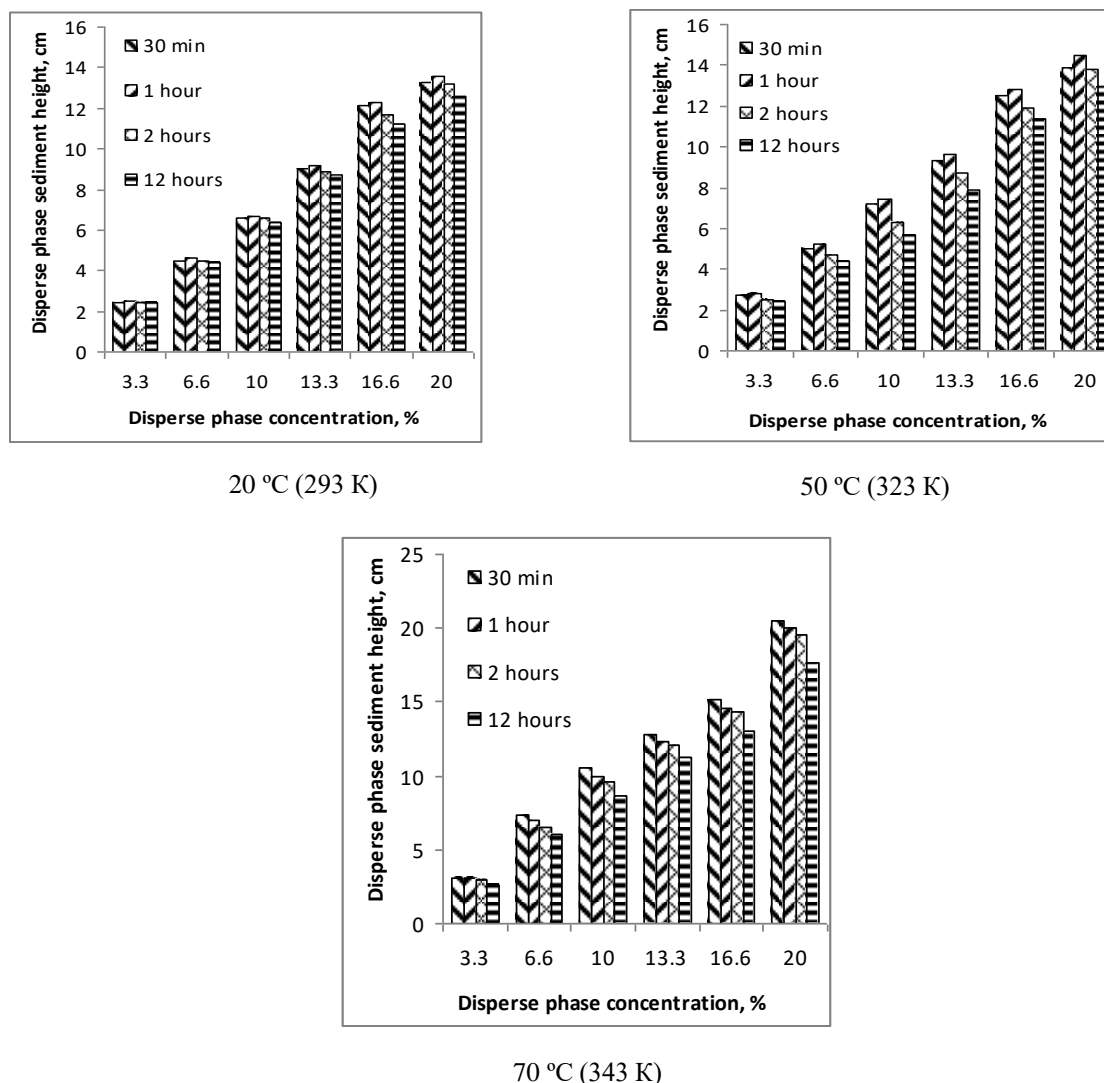 Disperse phase sediment height, cm
16
14
12
10
8
6
4
2
0
30 min
1 hour
2 hours
12 hours
3.3 6.6 10 13.3 16.6 20
Disperse phase concentration, %
20 ºC (293 K)
Disperse phase sediment height, cm
16
14
12
10
8
6
4
2
0
30 min
1 hour
2 hours
12 hours
3.3 6.6 10 13.3 16.6 20
Disperse phase concentration, %
50 ºC (323 K)
Disperse phase sediment height, cm
25
20
15
10
5
0
30 min
1 hour
2 hours
12 hours
3.3 6.6 10 13.3 16.6 20
Disperse phase concentration, %
70 ºC (343 K)